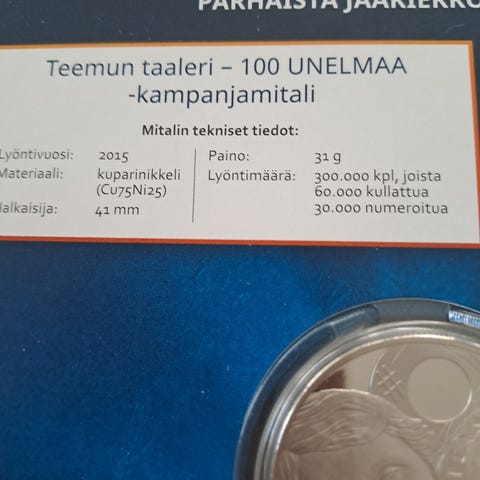 PARHAISTA JÄÄKIEKKO
Teemun taaleri – 100 UNELMAA
-kampanjamitali
Mitalin tekniset tiedot:
Lyöntivuosi: 2015
Materiaali: kuparinikkeli
(Cu75Ni25)
Halkaisija: 41 mm
Paino: 31 g
Lyöntimäärä: 300.000 kpl, joista
60.000 kullattua
30.000 numeroitua